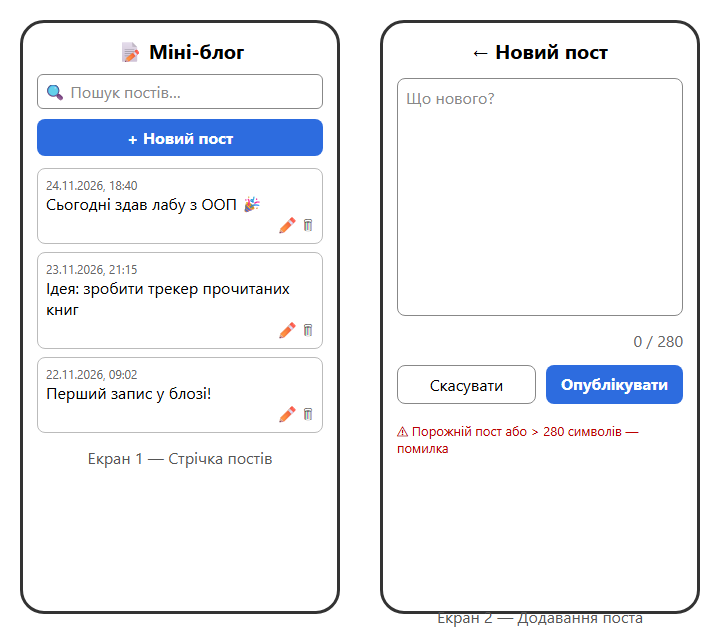 📝 Міні-блог
🔍 Пошук постів...
+ Новий пост
24.11.2026, 18:40
Сьогодні здав лабу з ООП 🎉
✏️ 🗑
23.11.2026, 21:15
Ідея: зробити трекер прочитаних
книг
✏️ 🗑
22.11.2026, 09:02
Перший запис у блозі!
✏️ 🗑
Екран 1 — Стрічка постів
← Новий пост
Що нового?
0 / 280
Скасувати
Опублікувати
⚠ Порожній пост або > 280 символів —
помилка
Екран 2 — Додавання поста